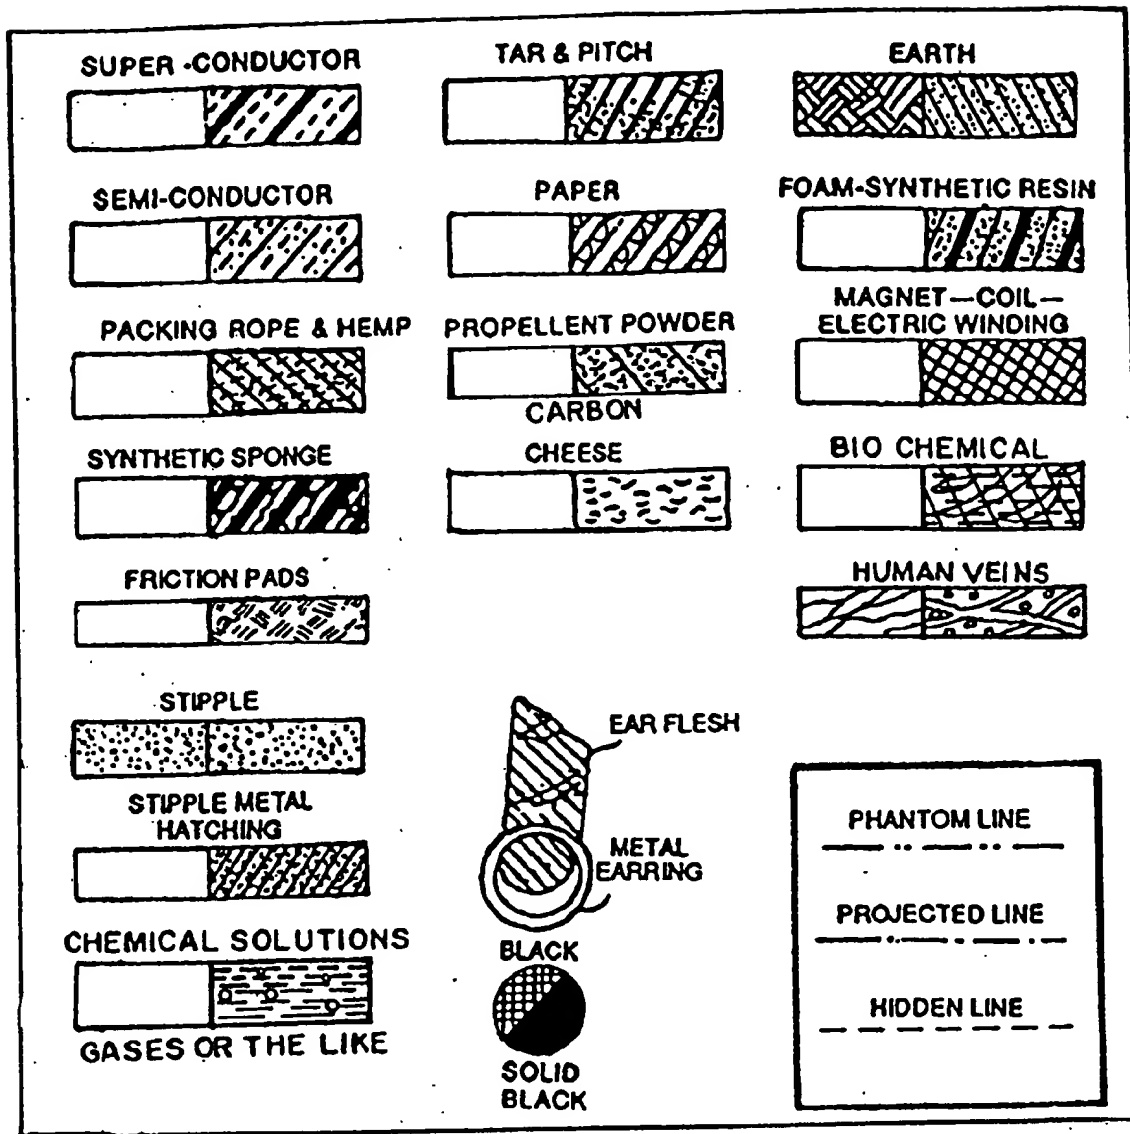 SUPER-CONDUCTOR
SEMI-CONDUCTOR
PACKING ROPE & HEMP
SYNTHETIC SPONGE
FRICTION PADS
STIPPLE
STIPPLE METAL
HATCHING
CHEMICAL SOLUTIONS
GASES OR THE LIKE
TAR & PITCH
PAPER
PROPELLENT POWDER
CARBON
CHEESE
EAR FLESH
METAL
EARRING
BLACK
SOLID
BLACK
EARTH
FOAM-SYNTHETIC RESIN
MAGNET—COIL—
ELECTRIC WINDING
BIO CHEMICAL
HUMAN VEINS
PHANTOM LINE
PROJECTED LINE
HIDDEN LINE